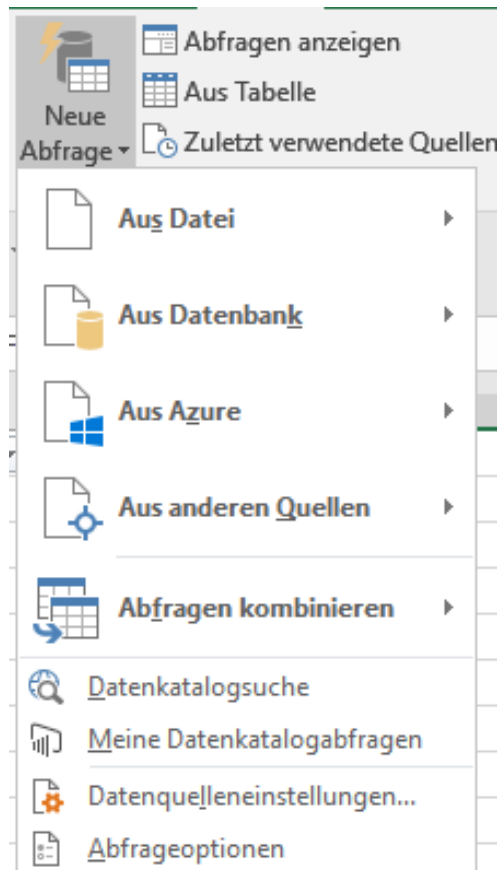 Abfragen anzeigen
Aus Tabelle
Zuletzt verwendete Quellen
Neue
Abfrage
Aus Datei
Aus Datenbank
Aus Azure
Aus anderen Quellen
Abfragen kombinieren
Datenkatalogsuche
Meine Datenkatalogabfragen
Datenquelleneinstellungen...
Abfrageoptionen